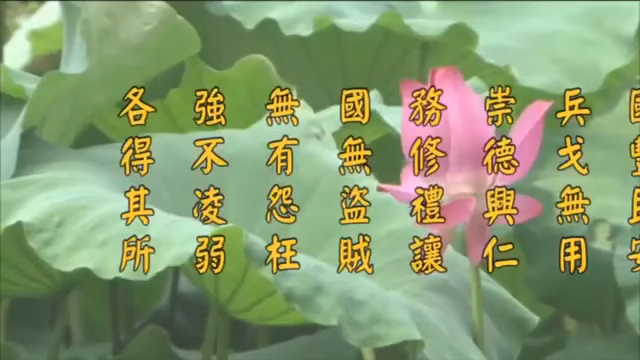 兵戈無用
崇德興仁
務修禮讓
國無盜賊
無有怨枉
強不凌弱
各得其所